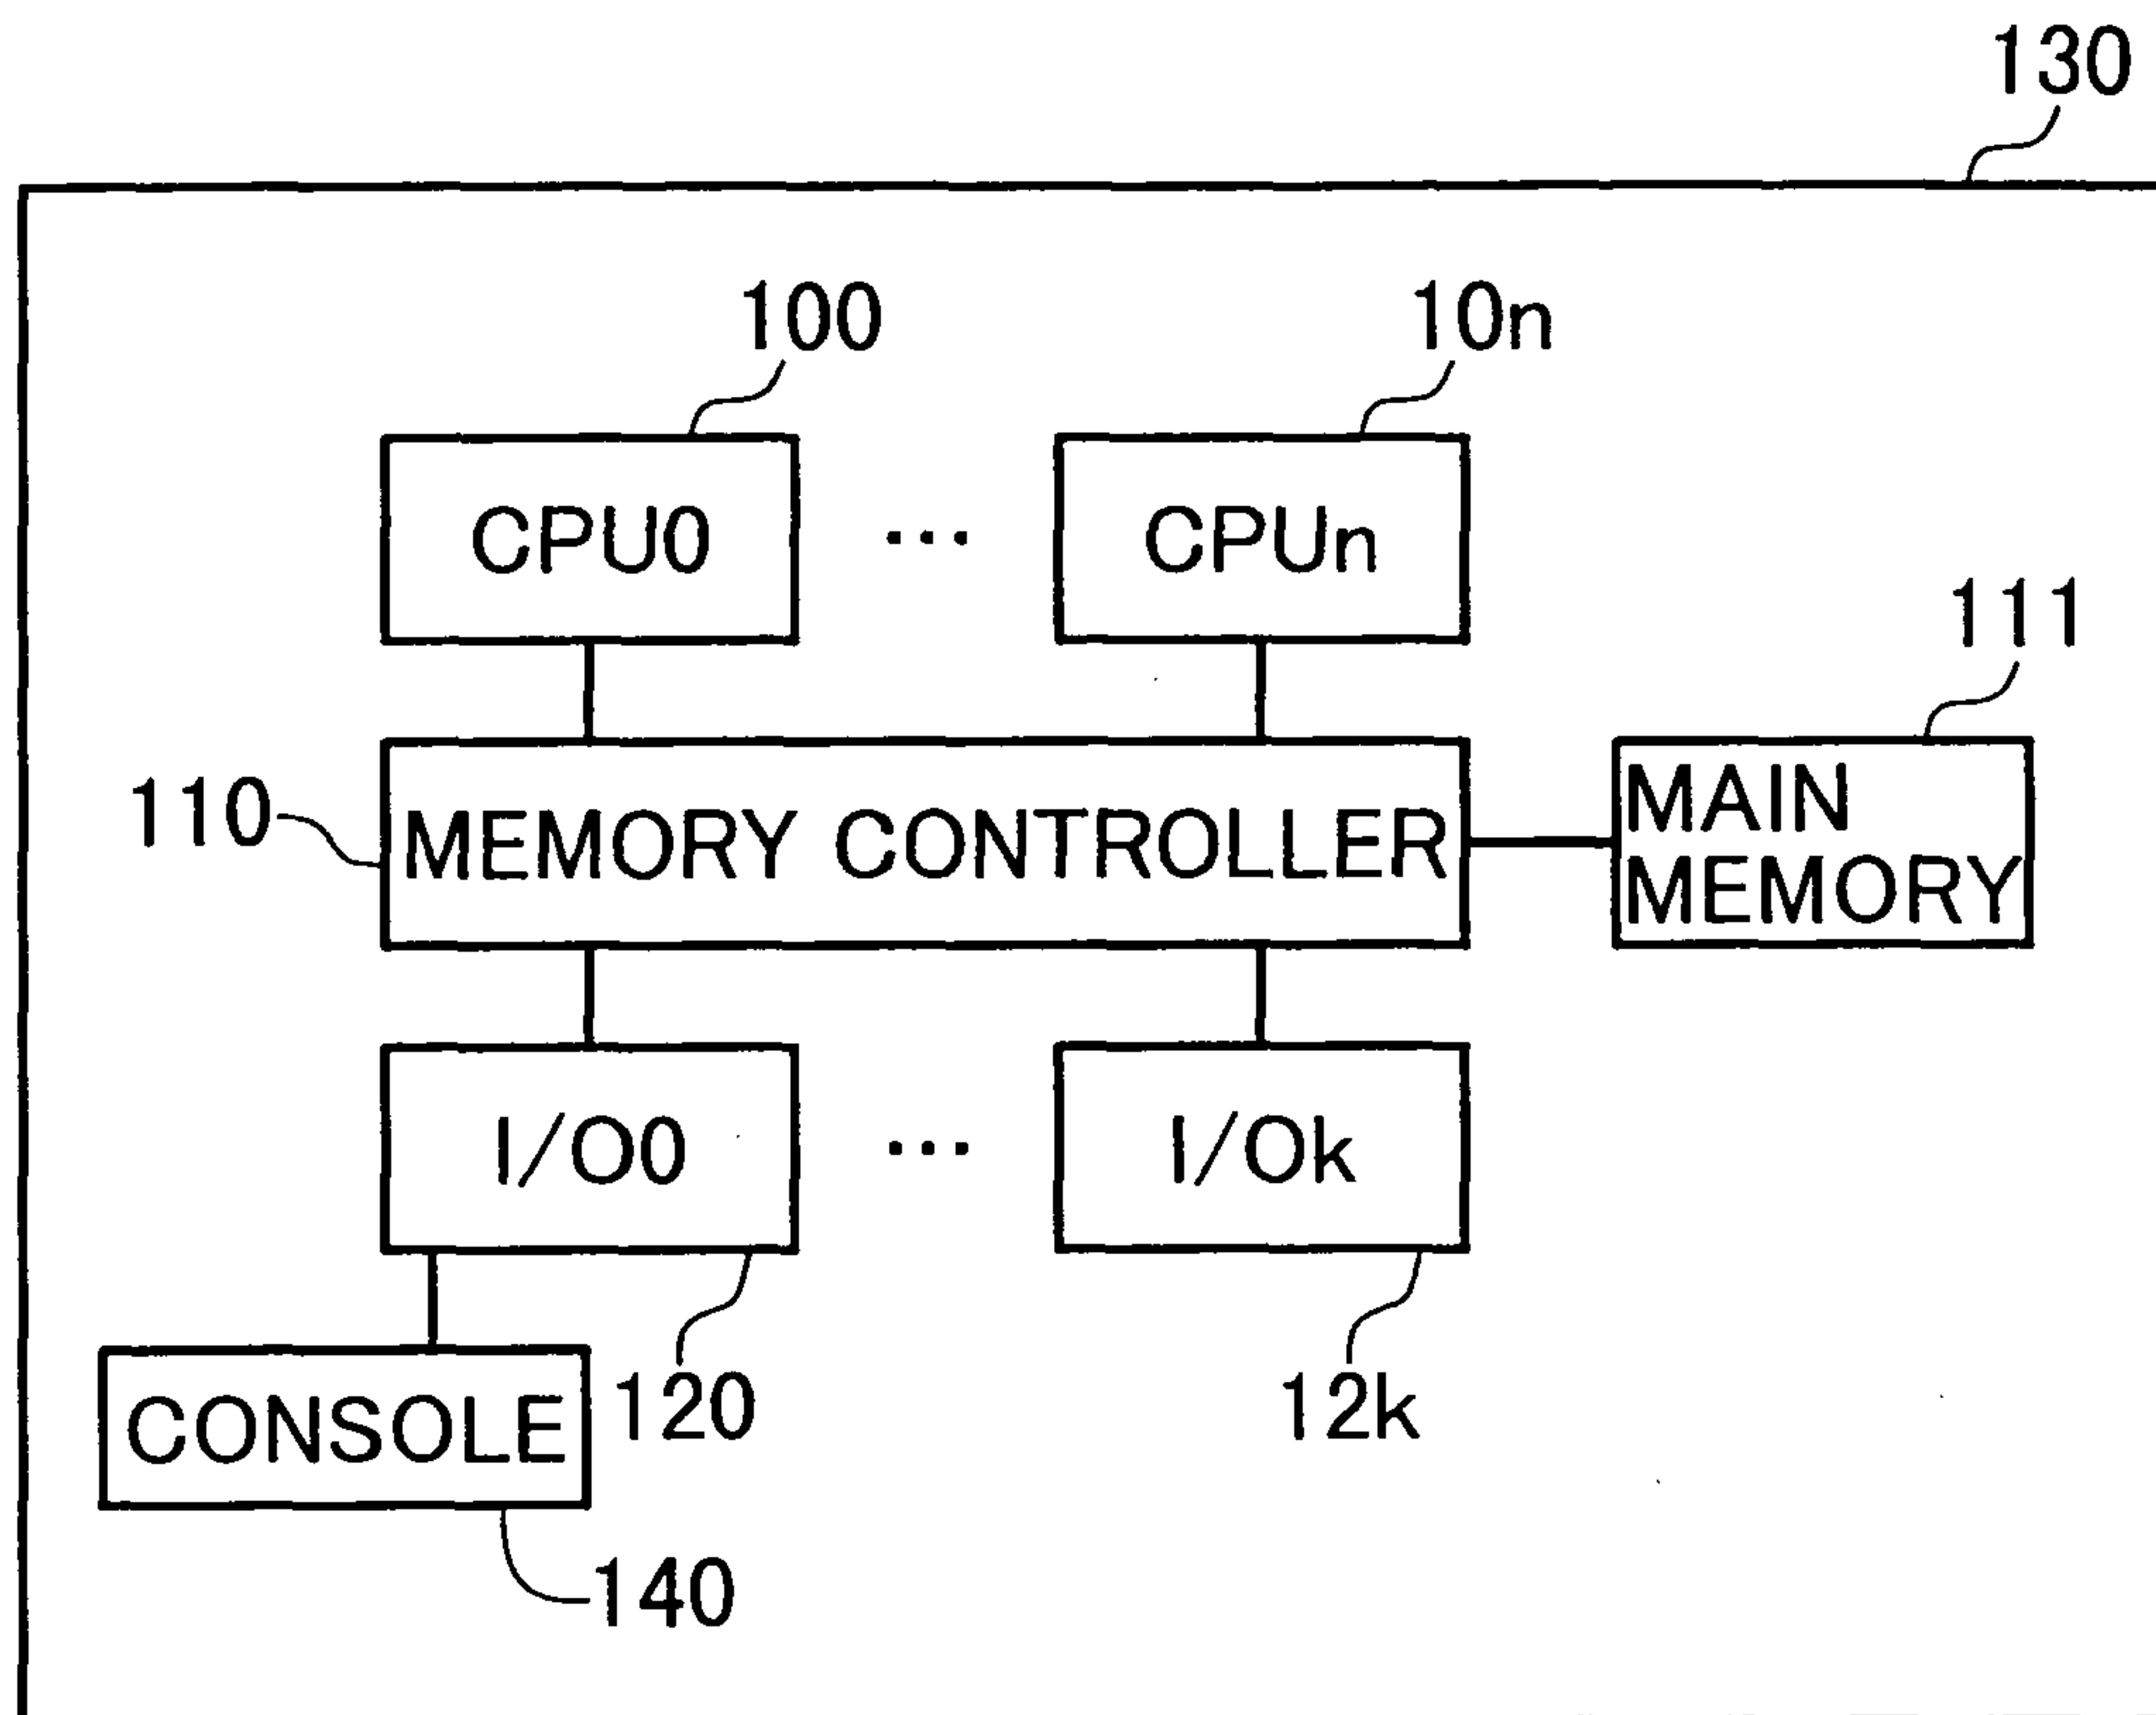 130
100
10n
CPU0
...
CPUn
111
110
MEMORY CONTROLLER
MAIN
MEMORY
I/O0
...
I/Ok
120
12k
CONSOLE
140